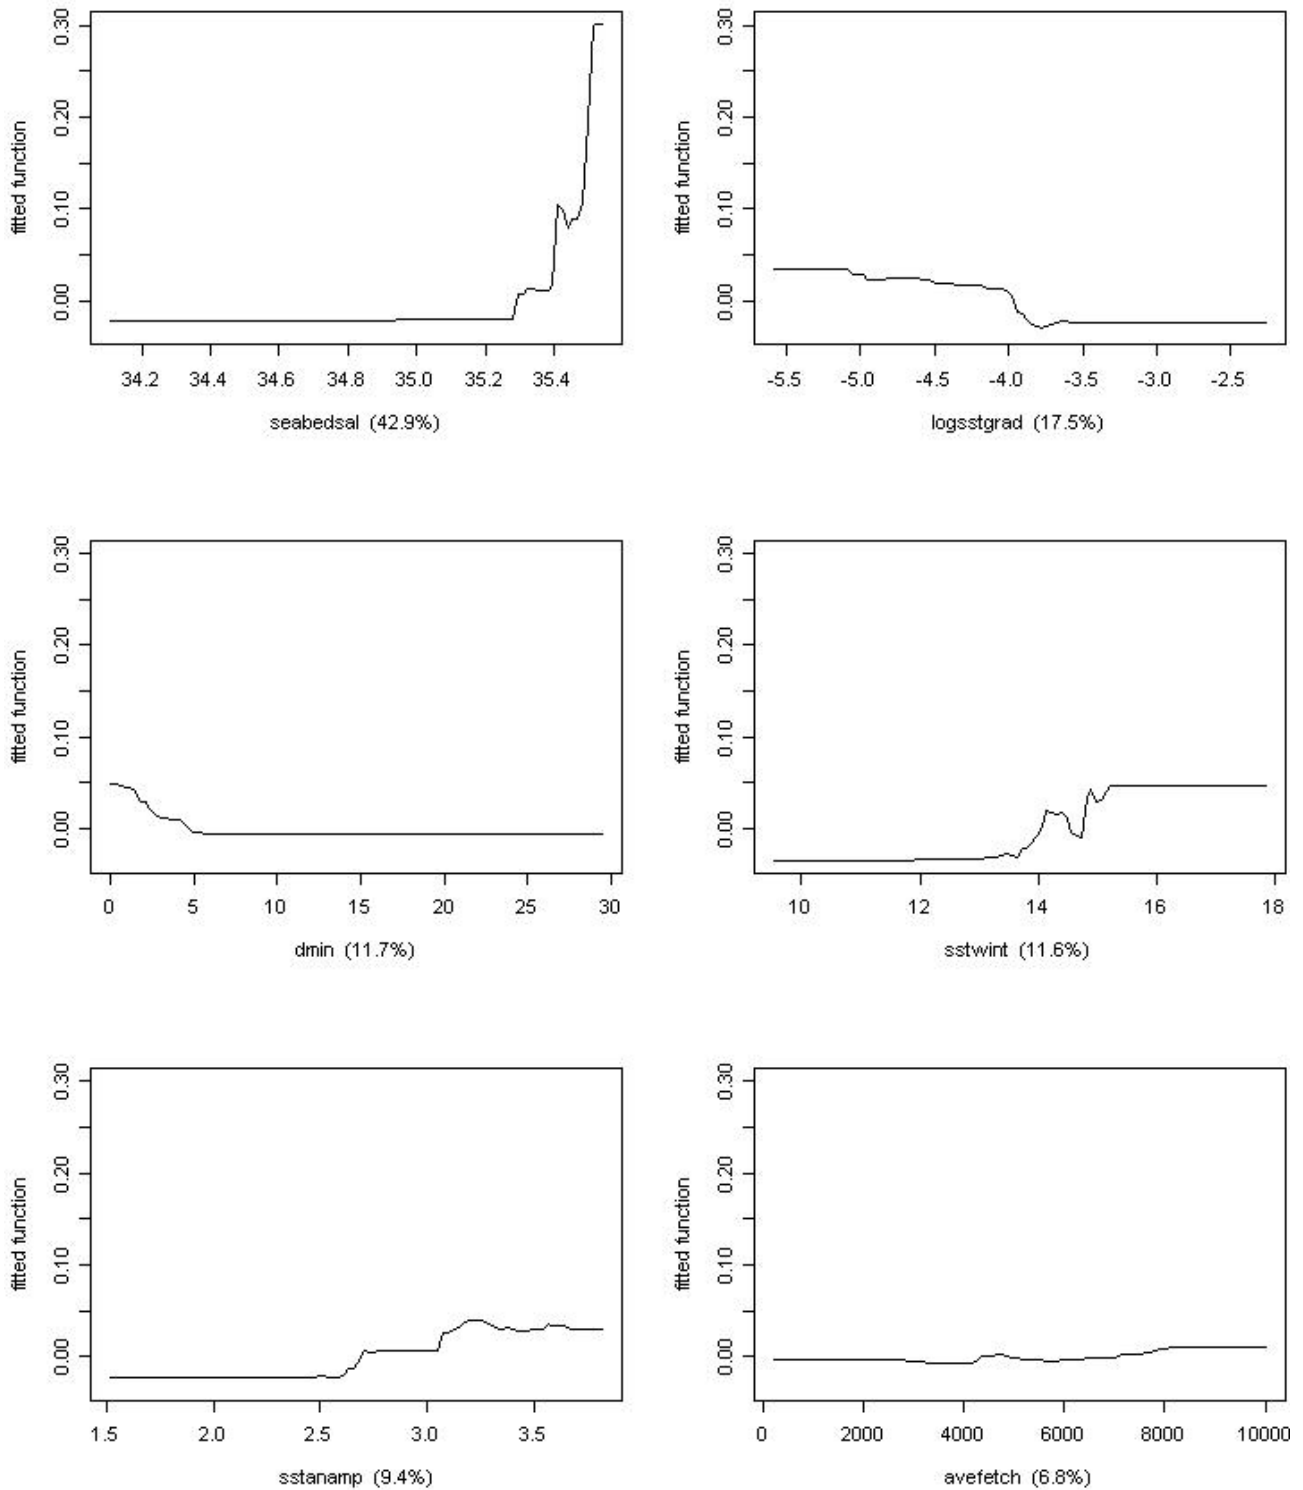 0.30
0.20
0.10
0.00
fitted function
34.2 34.4 34.6 34.8 35.0 35.2 35.4
seabedsal (42.9%)
0.30
0.20
0.10
0.00
fitted function
-5.5 -5.0 -4.5 -4.0 -3.5 -3.0 -2.5
logsstgrad (17.5%)
0.30
0.20
0.10
0.00
fitted function
0 5 10 15 20 25 30
dmin (11.7%)
0.30
0.20
0.10
0.00
fitted function
10 12 14 16 18
sstwint (11.6%)
0.30
0.20
0.10
0.00
fitted function
1.5 2.0 2.5 3.0 3.5
sstanamp (9.4%)
0.30
0.20
0.10
0.00
fitted function
0 2000 4000 6000 8000 10000
avefetch (6.8%)